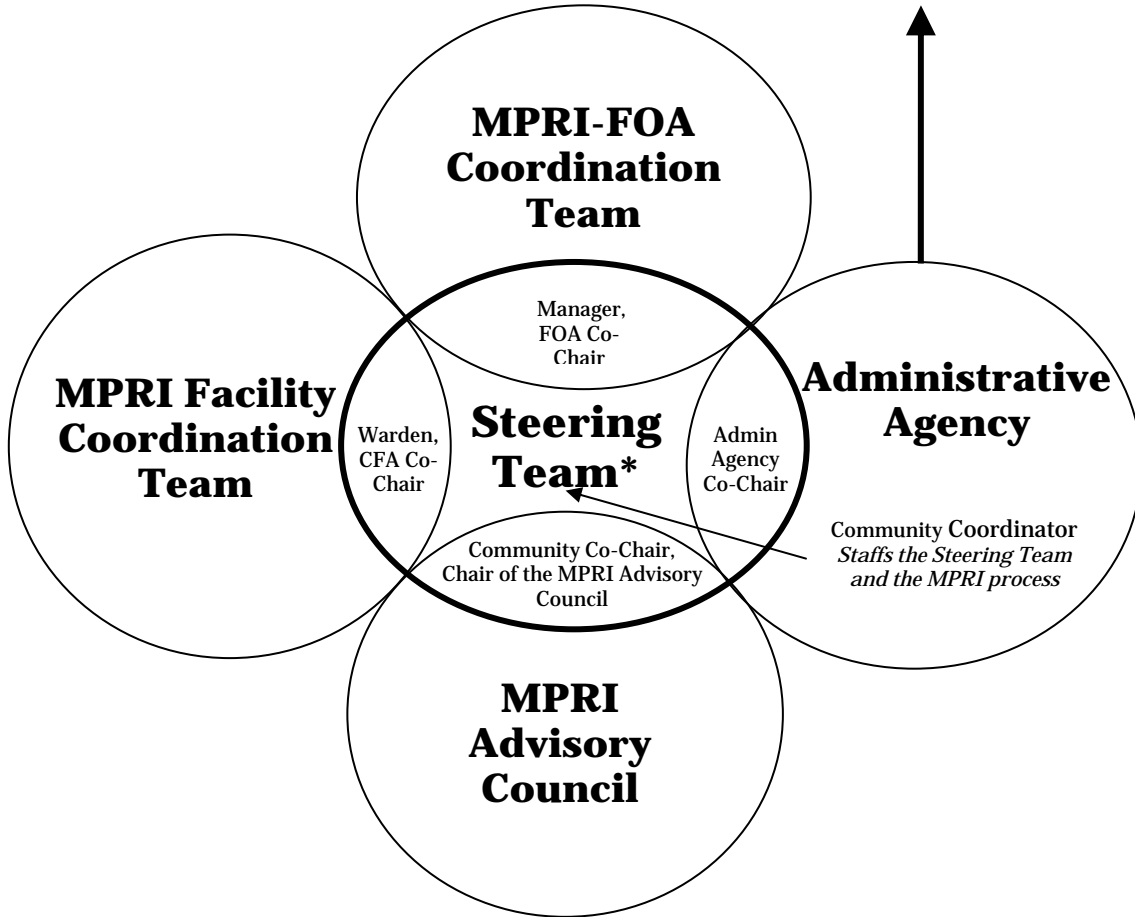 MPRI-FOA
Coordination
Team
Manager,
FOA Co-
Chair
MPRI Facility
Coordination
Team
Warden,
CFA Co-
Chair
Steering
Team*
Admin
Agency
Co-Chair
Administrative
Agency
Community Coordinator
Staffs the Steering Team
and the MPRI process
Community Co-Chair,
Chair of the MPRI Advisory
Council
MPRI
Advisory
Council